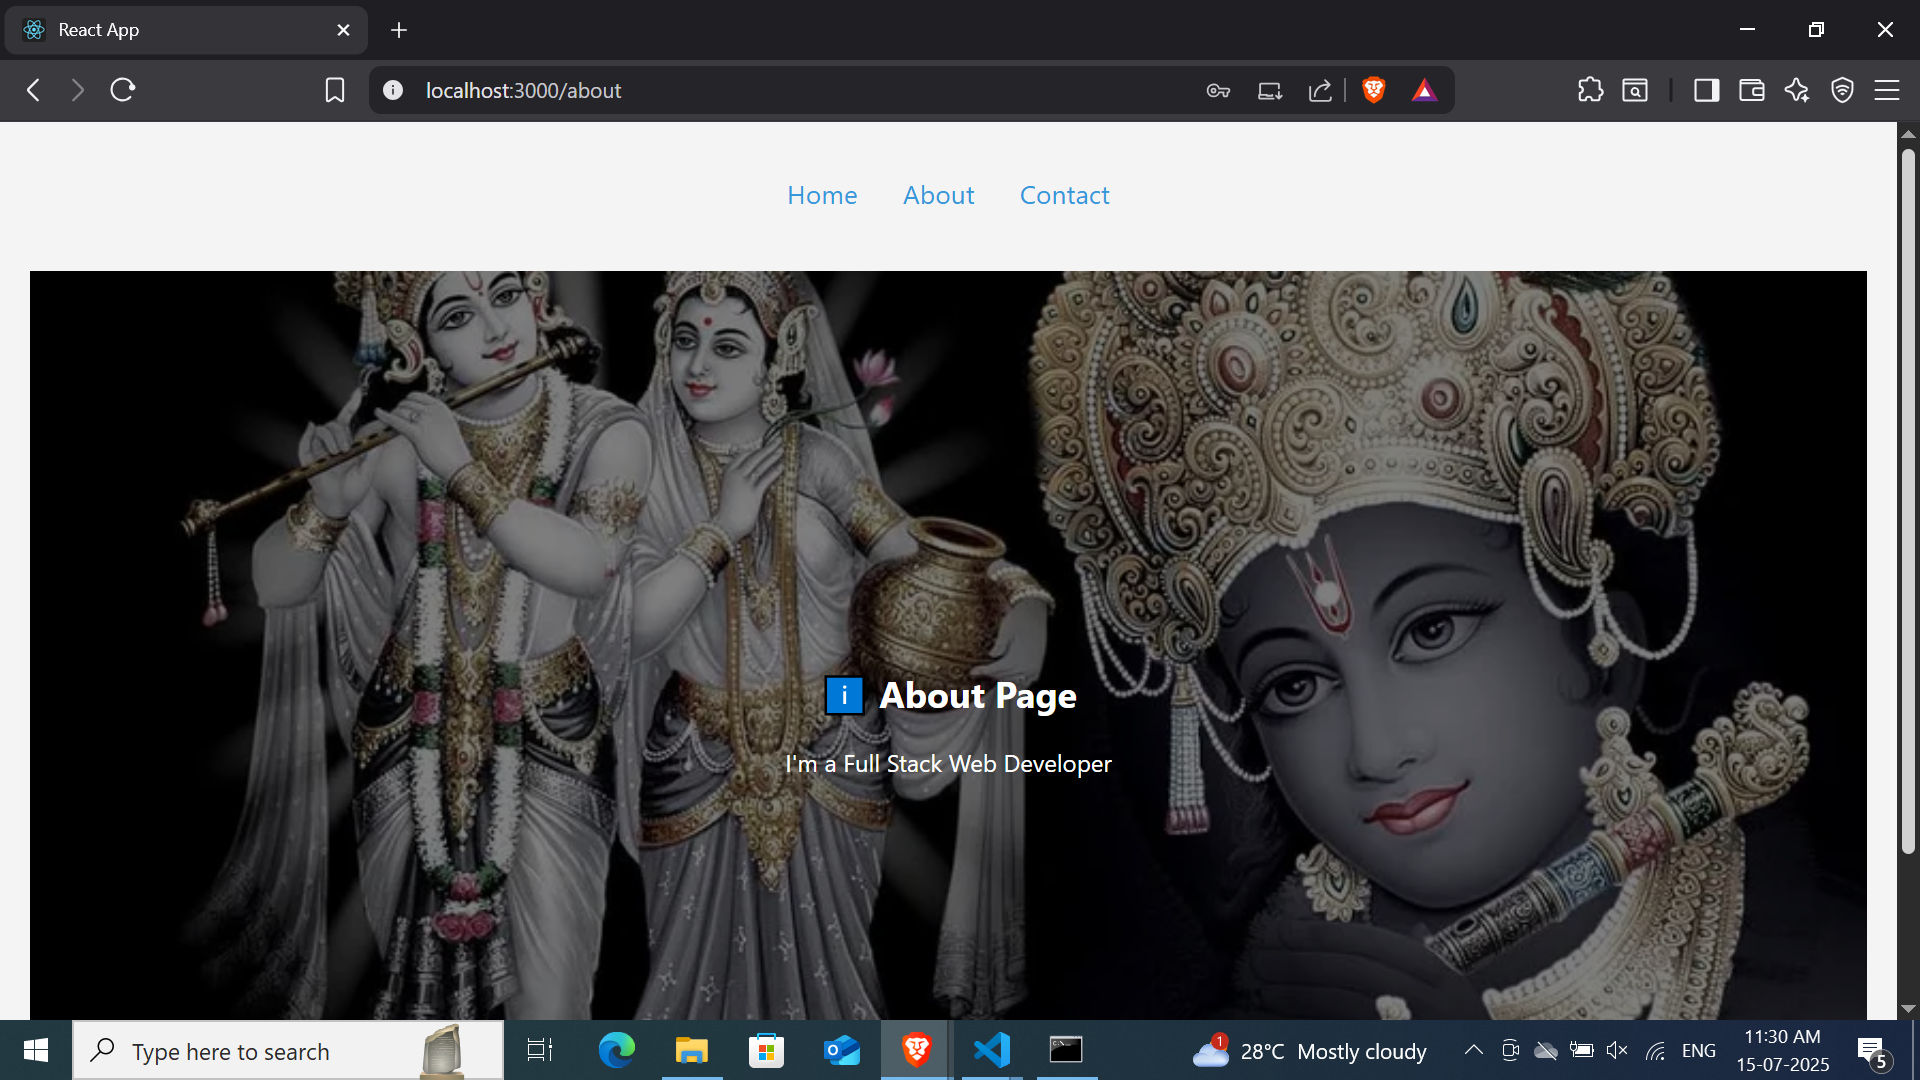 React App
localhost:3000/about
Home About Contact
ℹ️ About Page
I'm a Full Stack Web Developer
Type here to search
1
28°C Mostly cloudy
ENG
11:30 AM
15-07-2025
5